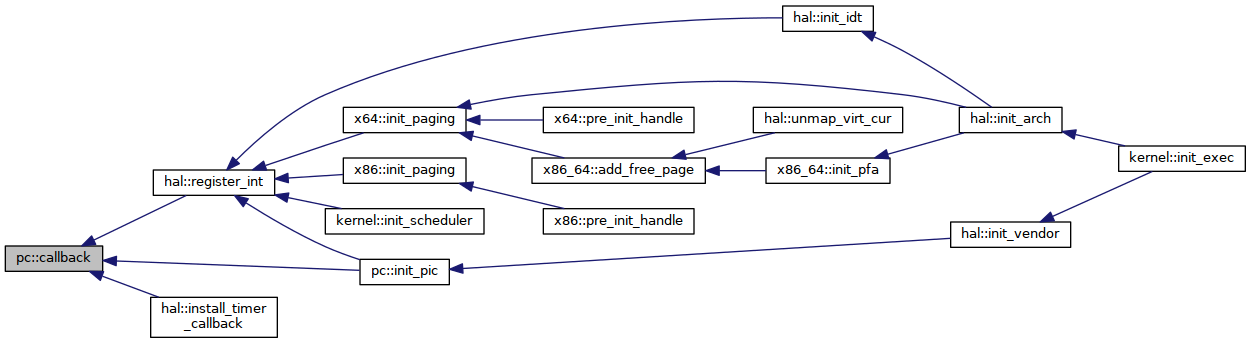 hal::init_idt
x64::init_paging
x64::pre_init_handle
hal::unmap_virt_cur
hal::init_arch
kernel::init_exec
hal::register_int
x86::init_paging
x86_64::add_free_page
x86_64::init_pfa
kernel::init_scheduler
x86::pre_init_handle
hal::init_vendor
pc::callback
pc::init_pic
hal::install_timer
_callback